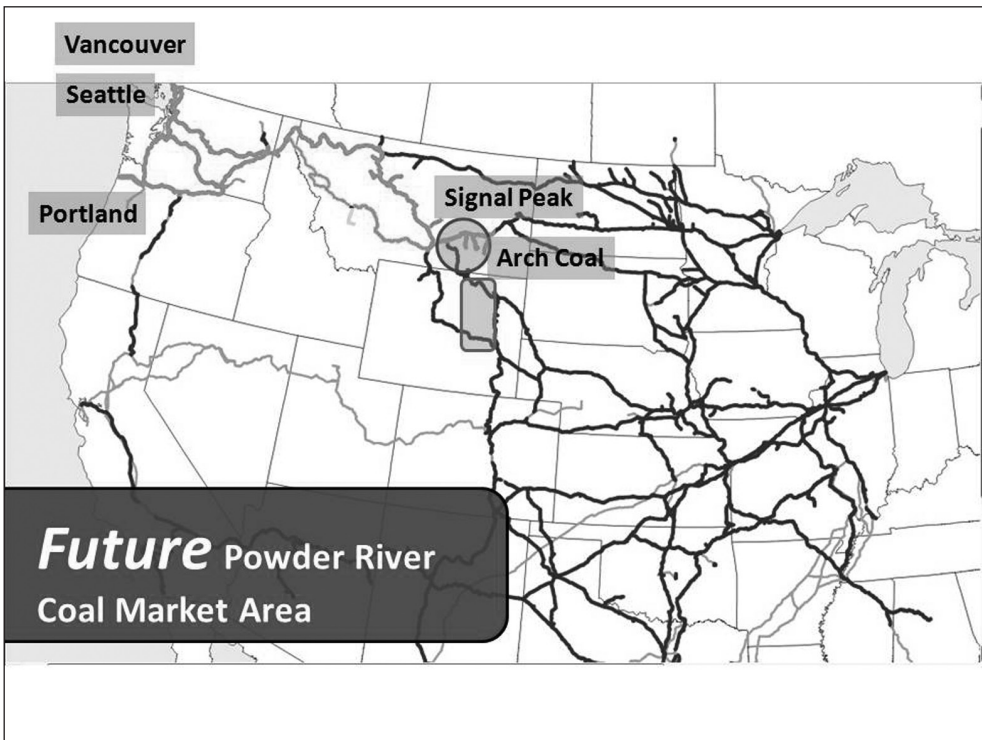 Vancouver
Seattle
Portland
Signal Peak
Arch Coal
Future Powder River
Coal Market Area